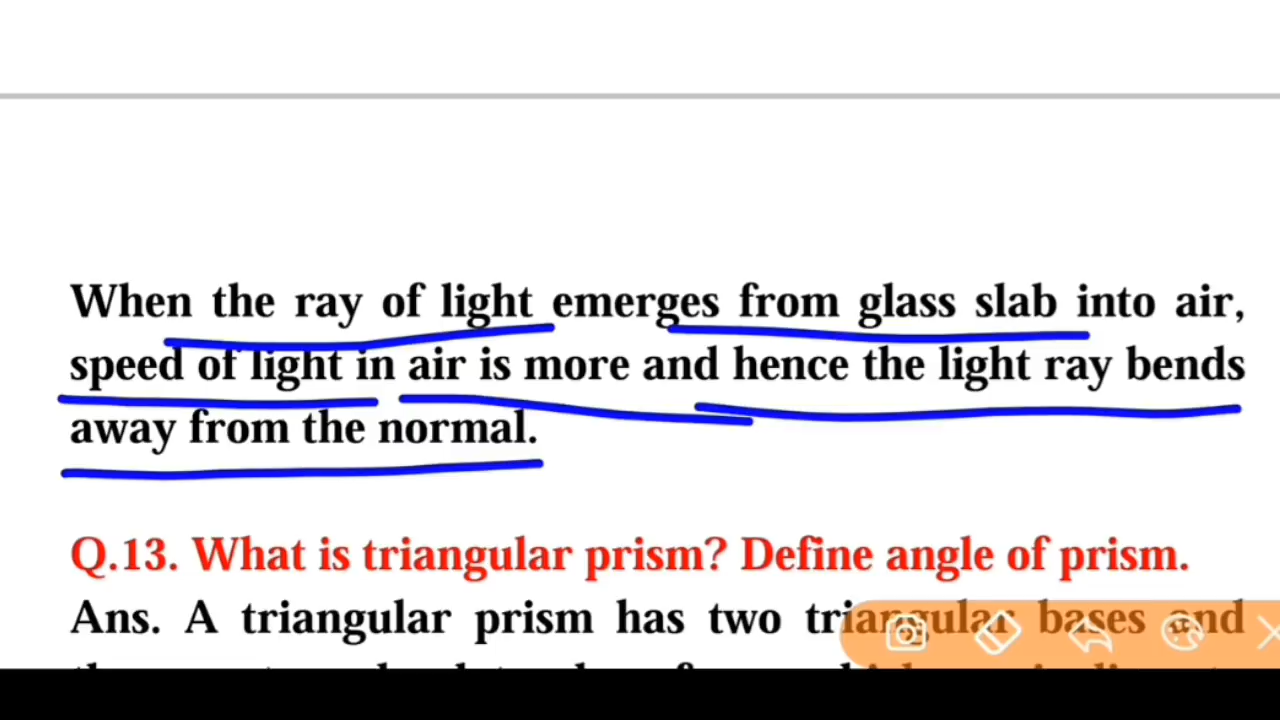 When the ray of light emerges from glass slab into air,
speed of light in air is more and hence the light ray bends
away from the normal.
Q.13. What is triangular prism? Define angle of prism.
Ans. A triangular prism has two triangular bases and